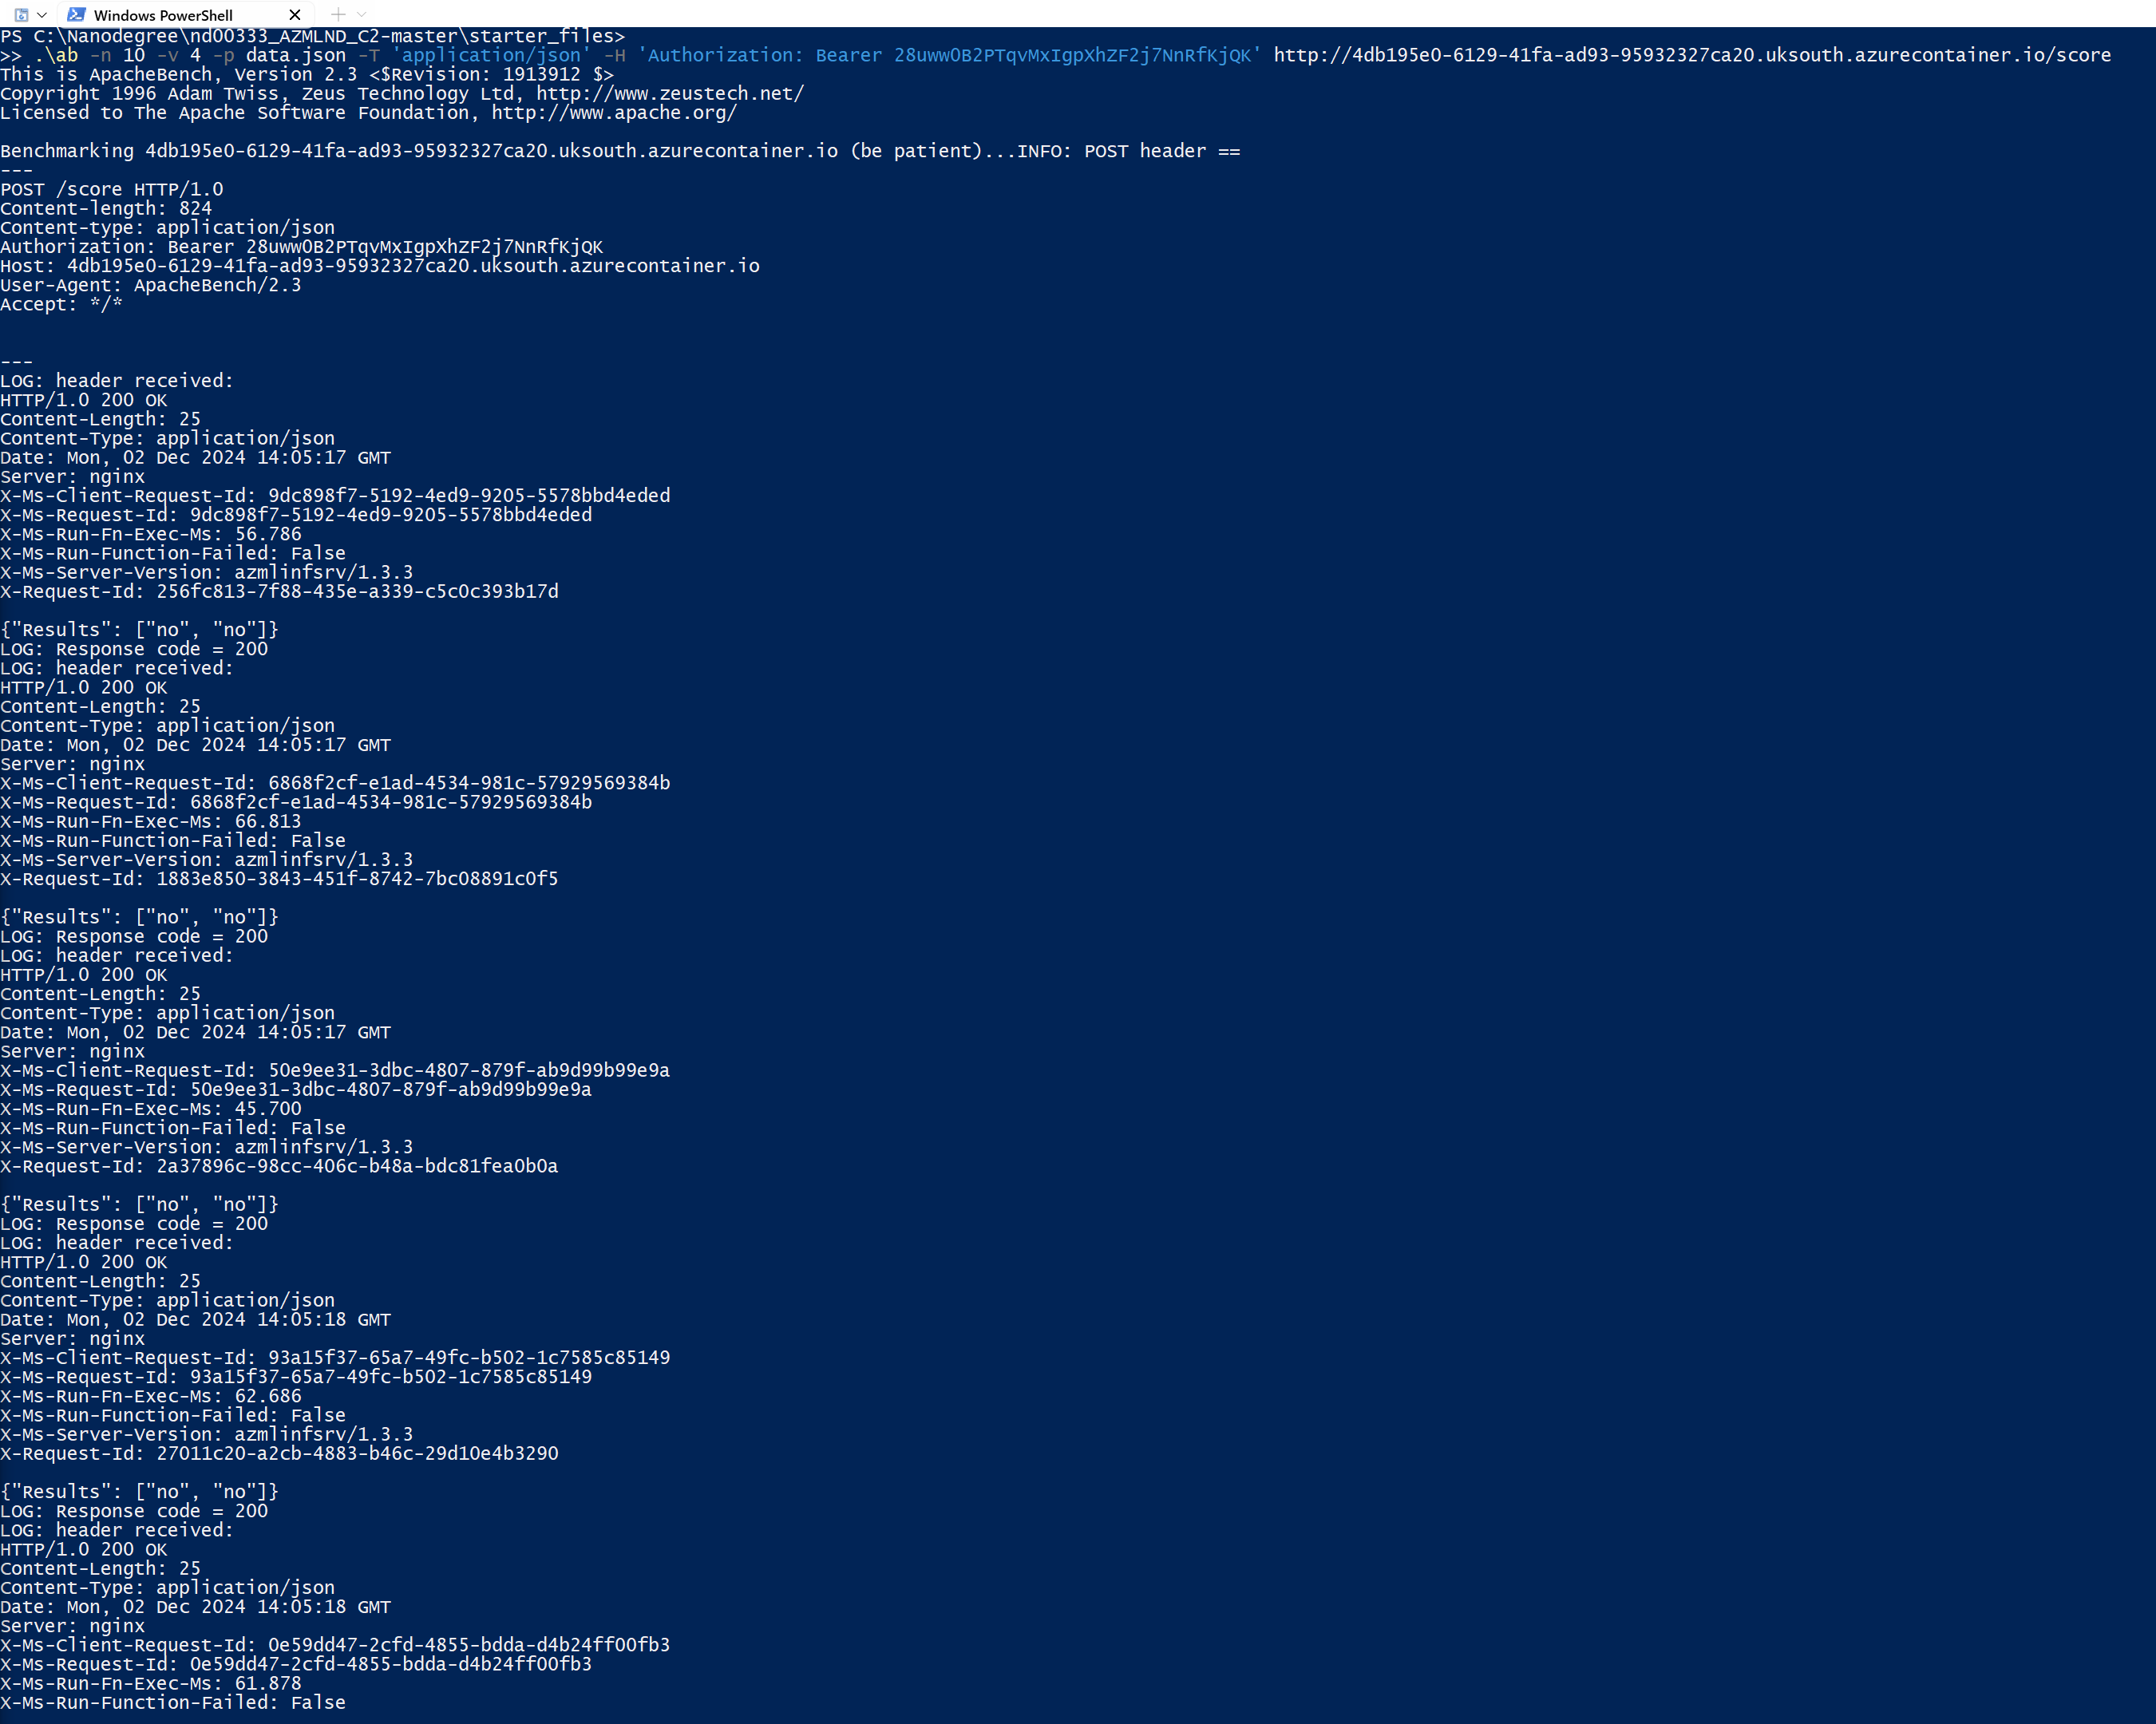 Windows PowerShell
PS C:\Nanodegree\nd00333_AZMLND_C2-master\starter_files>
>> .\ab -n 10 -v 4 -p data.json -T 'application/json' -H 'Authorization: Bearer 28uwwOB2PTqvMxIgpXhZF2j7NnRfKjQK' http://4db195e0-6129-41fa-ad93-95932327ca20.uksouth.azurecontainer.io/score
This is ApacheBench, Version 2.3 <$Revision: 1913912 $>
Copyright 1996 Adam Twiss, Zeus Technology Ltd, http://www.zeustech.net/
Licensed to The Apache Software Foundation, http://www.apache.org/
Benchmarking 4db195e0-6129-41fa-ad93-95932327ca20.uksouth.azurecontainer.io (be patient)...INFO: POST header ==
---
POST /score HTTP/1.0
Content-length: 824
Content-type: application/json
Authorization: Bearer 28uwwOB2PTqvMxIgpXhZF2j7NnRfKjQK
Host: 4db195e0-6129-41fa-ad93-95932327ca20.uksouth.azurecontainer.io
User-Agent: ApacheBench/2.3
Accept: */*
---
LOG: header received:
HTTP/1.0 200 OK
Content-Length: 25
Content-Type: application/json
Date: Mon, 02 Dec 2024 14:05:17 GMT
Server: nginx
X-Ms-Client-Request-Id: 9dc898f7-5192-4ed9-9205-5578bbd4eded
X-Ms-Request-Id: 9dc898f7-5192-4ed9-9205-5578bbd4eded
X-Ms-Run-Fn-Exec-Ms: 56.786
X-Ms-Run-Function-Failed: False
X-Ms-Server-Version: azmlinfsrv/1.3.3
X-Request-Id: 256fc813-7f88-435e-a339-c5c0c393b17d
{"Results": ["no", "no"]}
LOG: Response code = 200
LOG: header received:
HTTP/1.0 200 OK
Content-Length: 25
Content-Type: application/json
Date: Mon, 02 Dec 2024 14:05:17 GMT
Server: nginx
X-Ms-Client-Request-Id: 6868f2cf-e1ad-4534-981c-57929569384b
X-Ms-Request-Id: 6868f2cf-e1ad-4534-981c-57929569384b
X-Ms-Run-Fn-Exec-Ms: 66.813
X-Ms-Run-Function-Failed: False
X-Ms-Server-Version: azmlinfsrv/1.3.3
X-Request-Id: 1883e850-3843-451f-8742-7bc08891c0f5
{"Results": ["no", "no"]}
LOG: Response code = 200
LOG: header received:
HTTP/1.0 200 OK
Content-Length: 25
Content-Type: application/json
Date: Mon, 02 Dec 2024 14:05:17 GMT
Server: nginx
X-Ms-Client-Request-Id: 50e9ee31-3dbc-4807-879f-ab9d99b99e9a
X-Ms-Request-Id: 50e9ee31-3dbc-4807-879f-ab9d99b99e9a
X-Ms-Run-Fn-Exec-Ms: 45.700
X-Ms-Run-Function-Failed: False
X-Ms-Server-Version: azmlinfsrv/1.3.3
X-Request-Id: 2a37896c-98cc-406c-b48a-bdc81fea0b0a
{"Results": ["no", "no"]}
LOG: Response code = 200
LOG: header received:
HTTP/1.0 200 OK
Content-Length: 25
Content-Type: application/json
Date: Mon, 02 Dec 2024 14:05:18 GMT
Server: nginx
X-Ms-Client-Request-Id: 93a15f37-65a7-49fc-b502-1c7585c85149
X-Ms-Request-Id: 93a15f37-65a7-49fc-b502-1c7585c85149
X-Ms-Run-Fn-Exec-Ms: 62.686
X-Ms-Run-Function-Failed: False
X-Ms-Server-Version: azmlinfsrv/1.3.3
X-Request-Id: 27011c20-a2cb-4883-b46c-29d10e4b3290
{"Results": ["no", "no"]}
LOG: Response code = 200
LOG: header received:
HTTP/1.0 200 OK
Content-Length: 25
Content-Type: application/json
Date: Mon, 02 Dec 2024 14:05:18 GMT
Server: nginx
X-Ms-Client-Request-Id: 0e59dd47-2cfd-4855-bdda-d4b24ff00fb3
X-Ms-Request-Id: 0e59dd47-2cfd-4855-bdda-d4b24ff00fb3
X-Ms-Run-Fn-Exec-Ms: 61.878
X-Ms-Run-Function-Failed: False